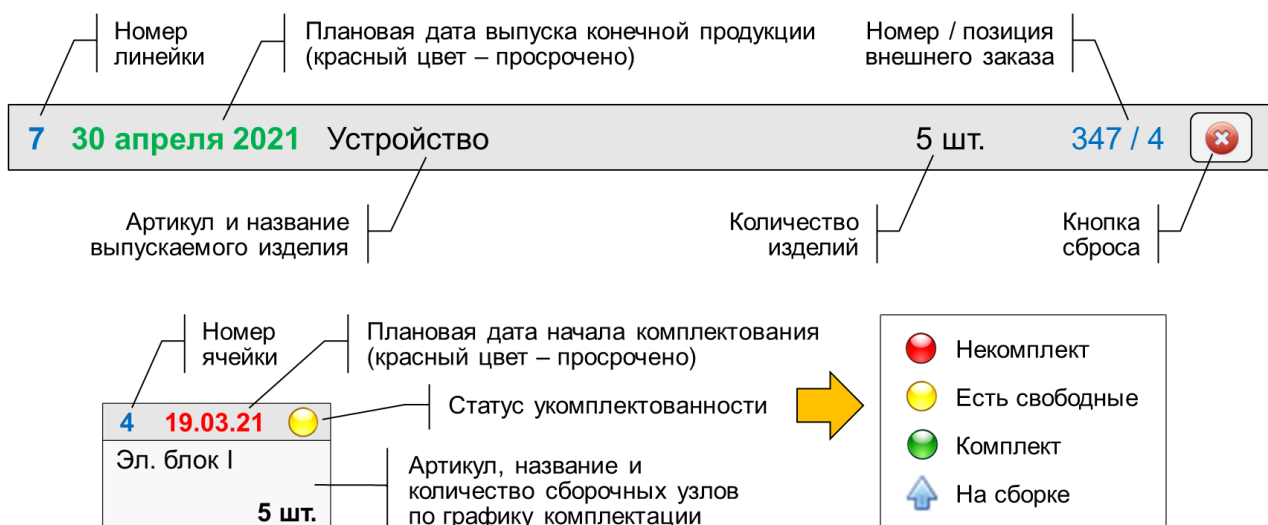 Номер
линейки
Плановая дата выпуска конечной продукции
(красный цвет – просрочено)
Номер / позиция
внешнего заказа
7 30 апреля 2021 Устройство 5 шт. 347 / 4
Артикул и название
выпускаемого изделия
Количество
изделий
Кнопка
сброса
Номер
ячейки
Плановая дата начала комплектования
(красный цвет – просрочено)
4 19.03.21
Статус укомплектованности
Эл. блок I
5 шт.
Артикул, название и
количество сборочных узлов
по графику комплектации
Некомплект
Есть свободные
Комплект
На сборке